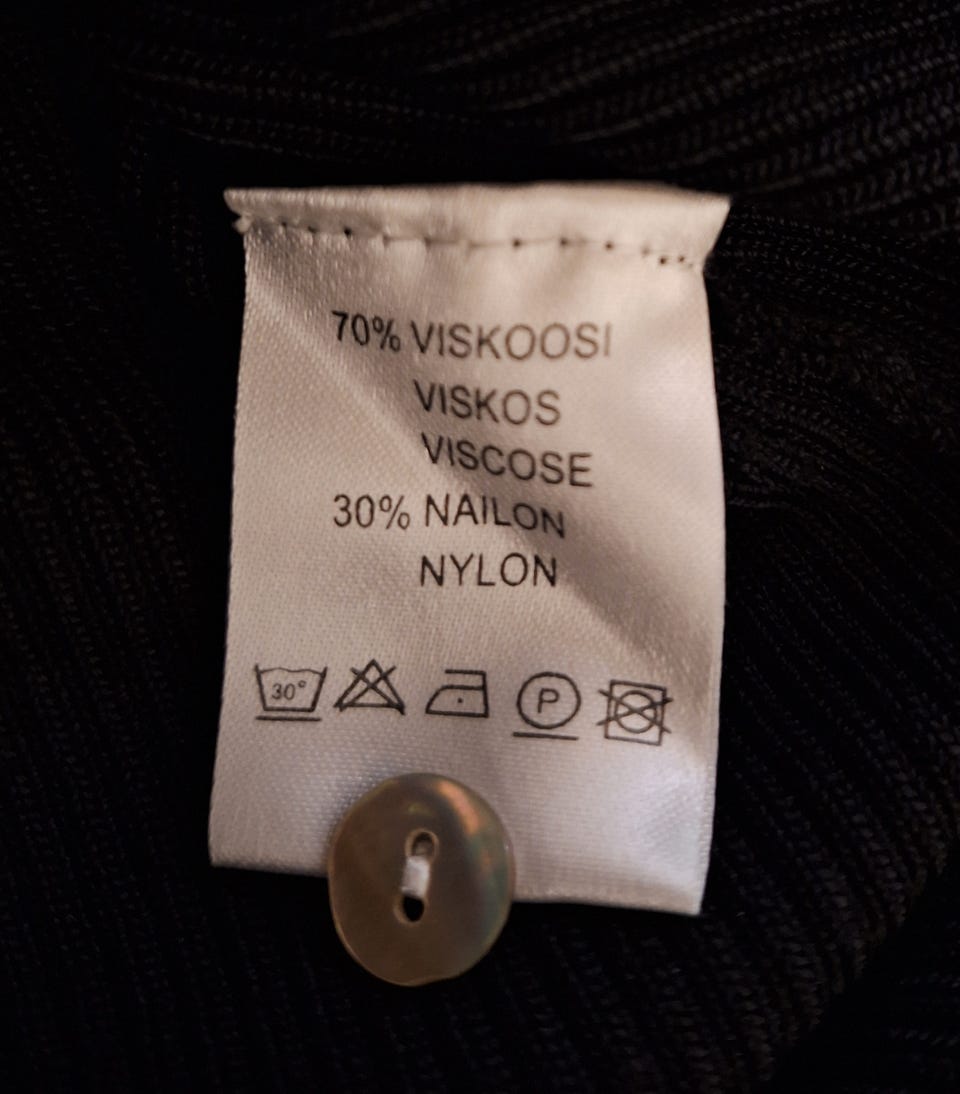 70% VISKOOSI
VISKOS
VISCOSE
30% NAILON
NYLON
30° P